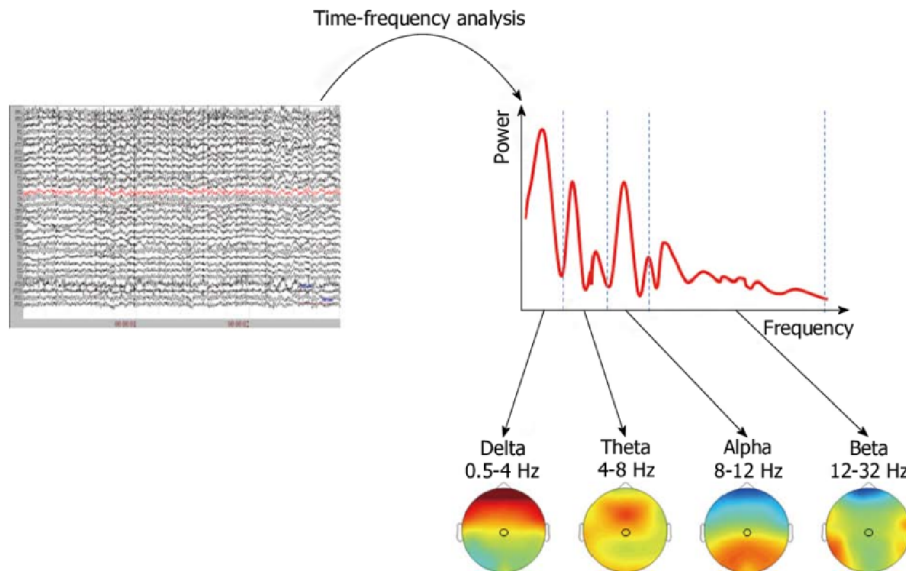 Time-frequency analysis
Power
Frequency
Delta
0.5-4 Hz
Theta
4-8 Hz
Alpha
8-12 Hz
Beta
12-32 Hz